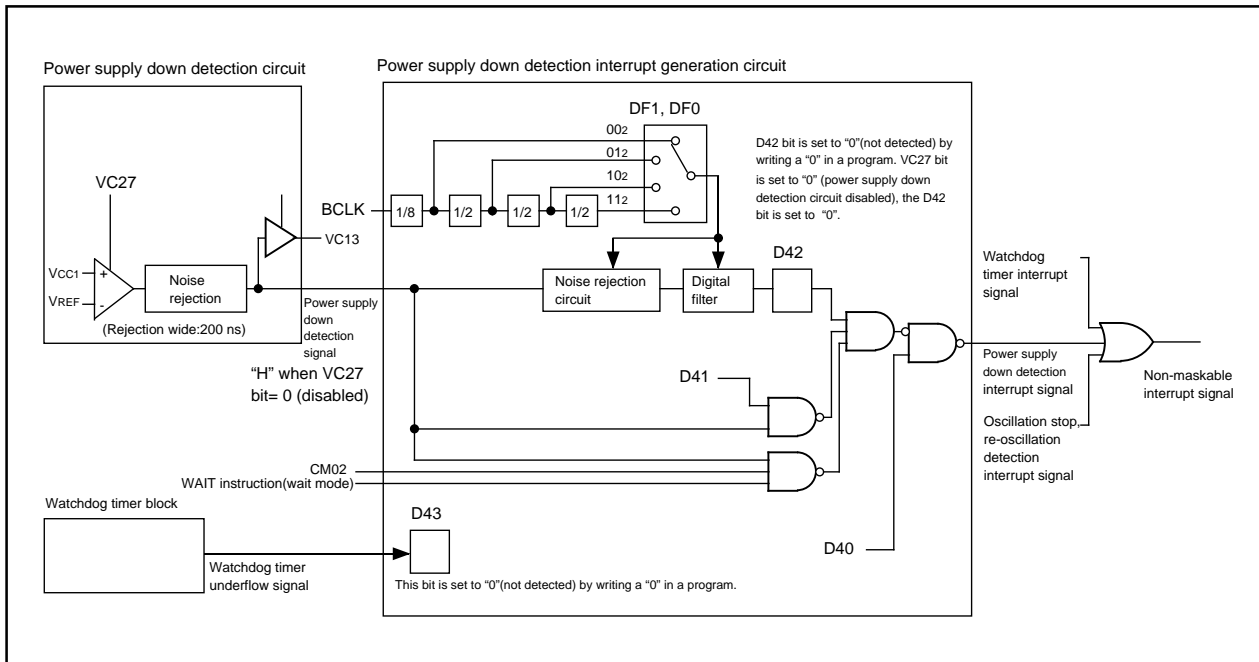 Power supply down detection circuit
Power supply down detection interrupt generation circuit
VC27
VCC1
+
VREF
-
Noise
rejection
(Rejection wide:200 ns)
VC13
Power supply
down
detection
signal
“H” when VC27
bit= 0 (disabled)
BCLK
1/8
1/2
1/2
1/2
002
012
102
112
DF1, DF0
D42 bit is set to “0”(not detected) by
writing a “0” in a program. VC27 bit
is set to “0” (power supply down
detection circuit disabled), the D42
bit is set to “0”.
Noise rejection
circuit
Digital
filter
D42
D41
CM02
WAIT instruction(wait mode)
D40
Watchdog
timer interrupt
signal
Power supply
down detection
interrupt signal
Oscillation stop,
re-oscillation
detection
interrupt signal
Non-maskable
interrupt signal
Watchdog timer block
Watchdog timer
underflow signal
D43
This bit is set to “0”(not detected) by writing a “0” in a program.